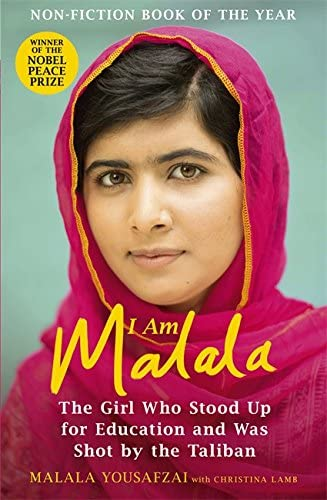 NON-FICTION BOOK OF THE YEAR
WINNER
OF THE
NOBEL
PEACE
PRIZE
I Am
Malala
The Girl Who Stood Up
for Education and Was
Shot by the Taliban
MALALA YOUSAFZAI with CHRISTINA LAMB